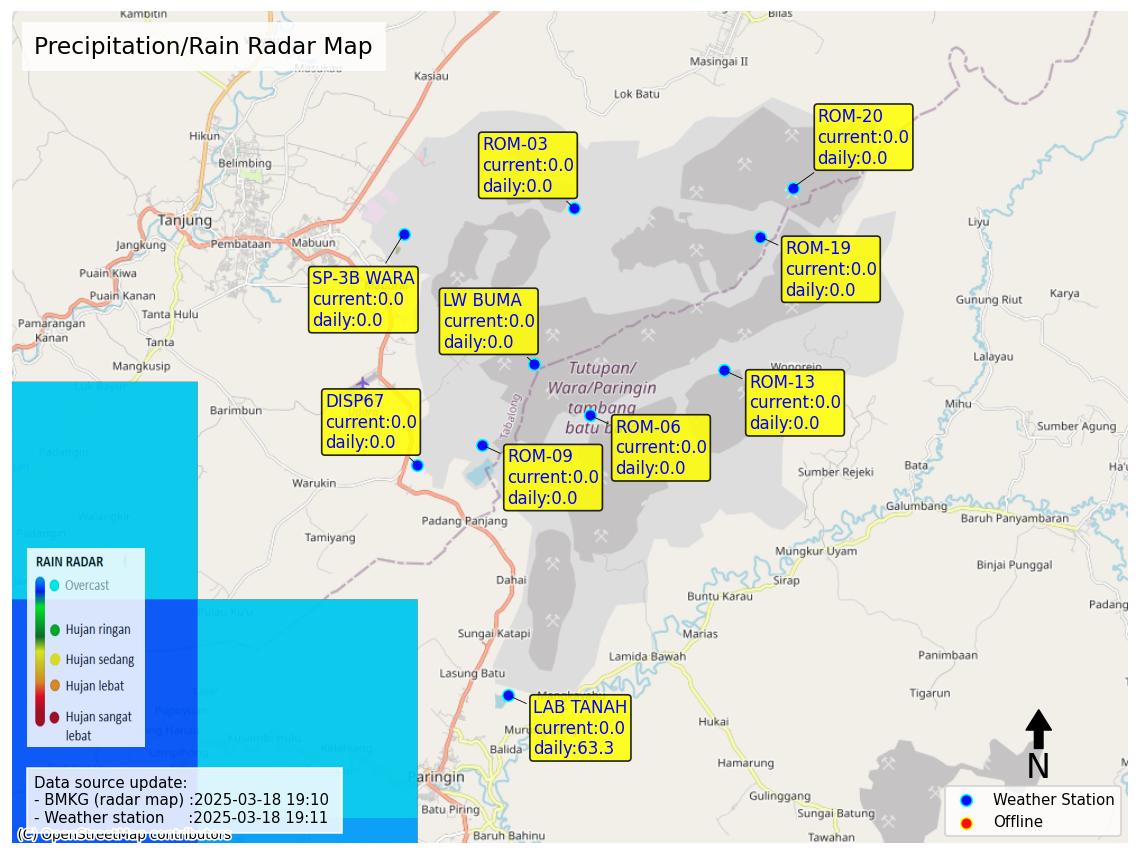 Precipitation/Rain Radar Map
Kambitin
Bilas
Masingai II
Kasiau
Lok Batu
Masukau
Hikun
Belimbing
Tanjung
Jangkung
Pembataan
Mabuun
Puain Kiwa
Puain Kanan
Tanta Hulu
Pamarangan
Kanan
Tanta
Mangkusip
Barimbun
ROM-03
current:0.0
daily:0.0
ROM-20
current:0.0
daily:0.0
ROM-19
current:0.0
daily:0.0
SP-3B WARA
current:0.0
daily:0.0
LW BUMA
current:0.0
daily:0.0
Liyu
Gunung Riut
Karya
Lalayau
Mihu
Sumber Agung
Wonorejo
Tutupan/
Wara/Paringin
tambang
batu
Tabalong
ROM-13
current:0.0
daily:0.0
DISP67
current:0.0
daily:0.0
ROM-06
current:0.0
daily:0.0
ROM-09
current:0.0
daily:0.0
Warukin
Padang Panjang
Tamiyang
Sumber Rejeki
Bata
Galumbang
Baruh Panyambaran
Mungkur Uyam
Binjai Punggal
Sirap
Buntu Karau
Padang
Dahai
Sungai Katapi
Marias
Lamida Bawah
Panimbaan
Lasung Batu
Tigarun
LAB TANAH
current:0.0
daily:63.3
Hukai
Balida
Hamarung
Paringin
Gulinggang
Batu Piring
Sungai Batung
Baruh Bahinu
Tawahan
RAIN RADAR
Overcast
Hujan ringan
Hujan sedang
Hujan lebat
Hujan sangat
lebat
Data source update:
- BMKG (radar map) :2025-03-18 19:10
- Weather station :2025-03-18 19:11
(C) OpenStreetMap contributors
N
Weather Station
Offline